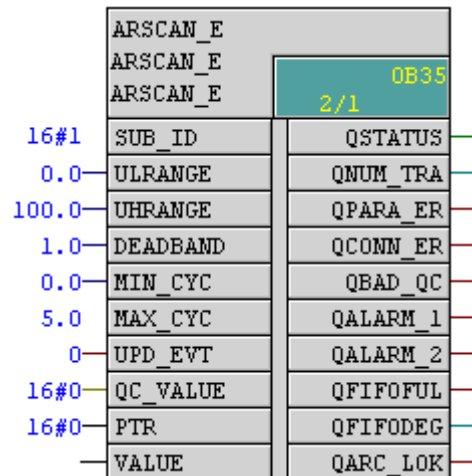 ARSCAN_E
ARSCAN_E
ARSCAN_E
OB35
2/1
16#1 SUB_ID QSTATUS
0.0 ULRANGE QNUM_TRA
100.0 UHRANGE QPARA_ER
1.0 DEADBAND QCONN_ER
0.0 MIN_CYC QBAD_QC
5.0 MAX_CYC QALARM_1
0 UPD_EVT QALARM_2
16#0 QC_VALUE QFIFOFUL
16#0 PTR QFIFODEG
VALUE QARC_LOK